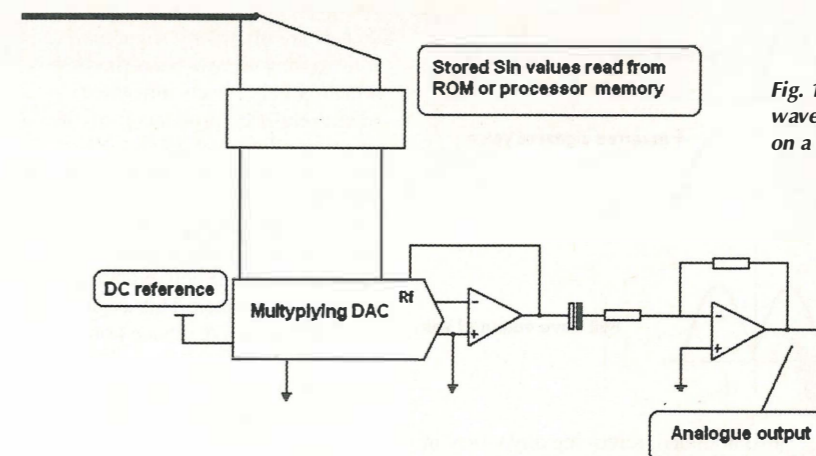 Stored Sin values read from
ROM or processor memory
Fig. 1
wave
on a
DC reference
Multyplying DAC
Rf
-
+
-
+
Analogue output